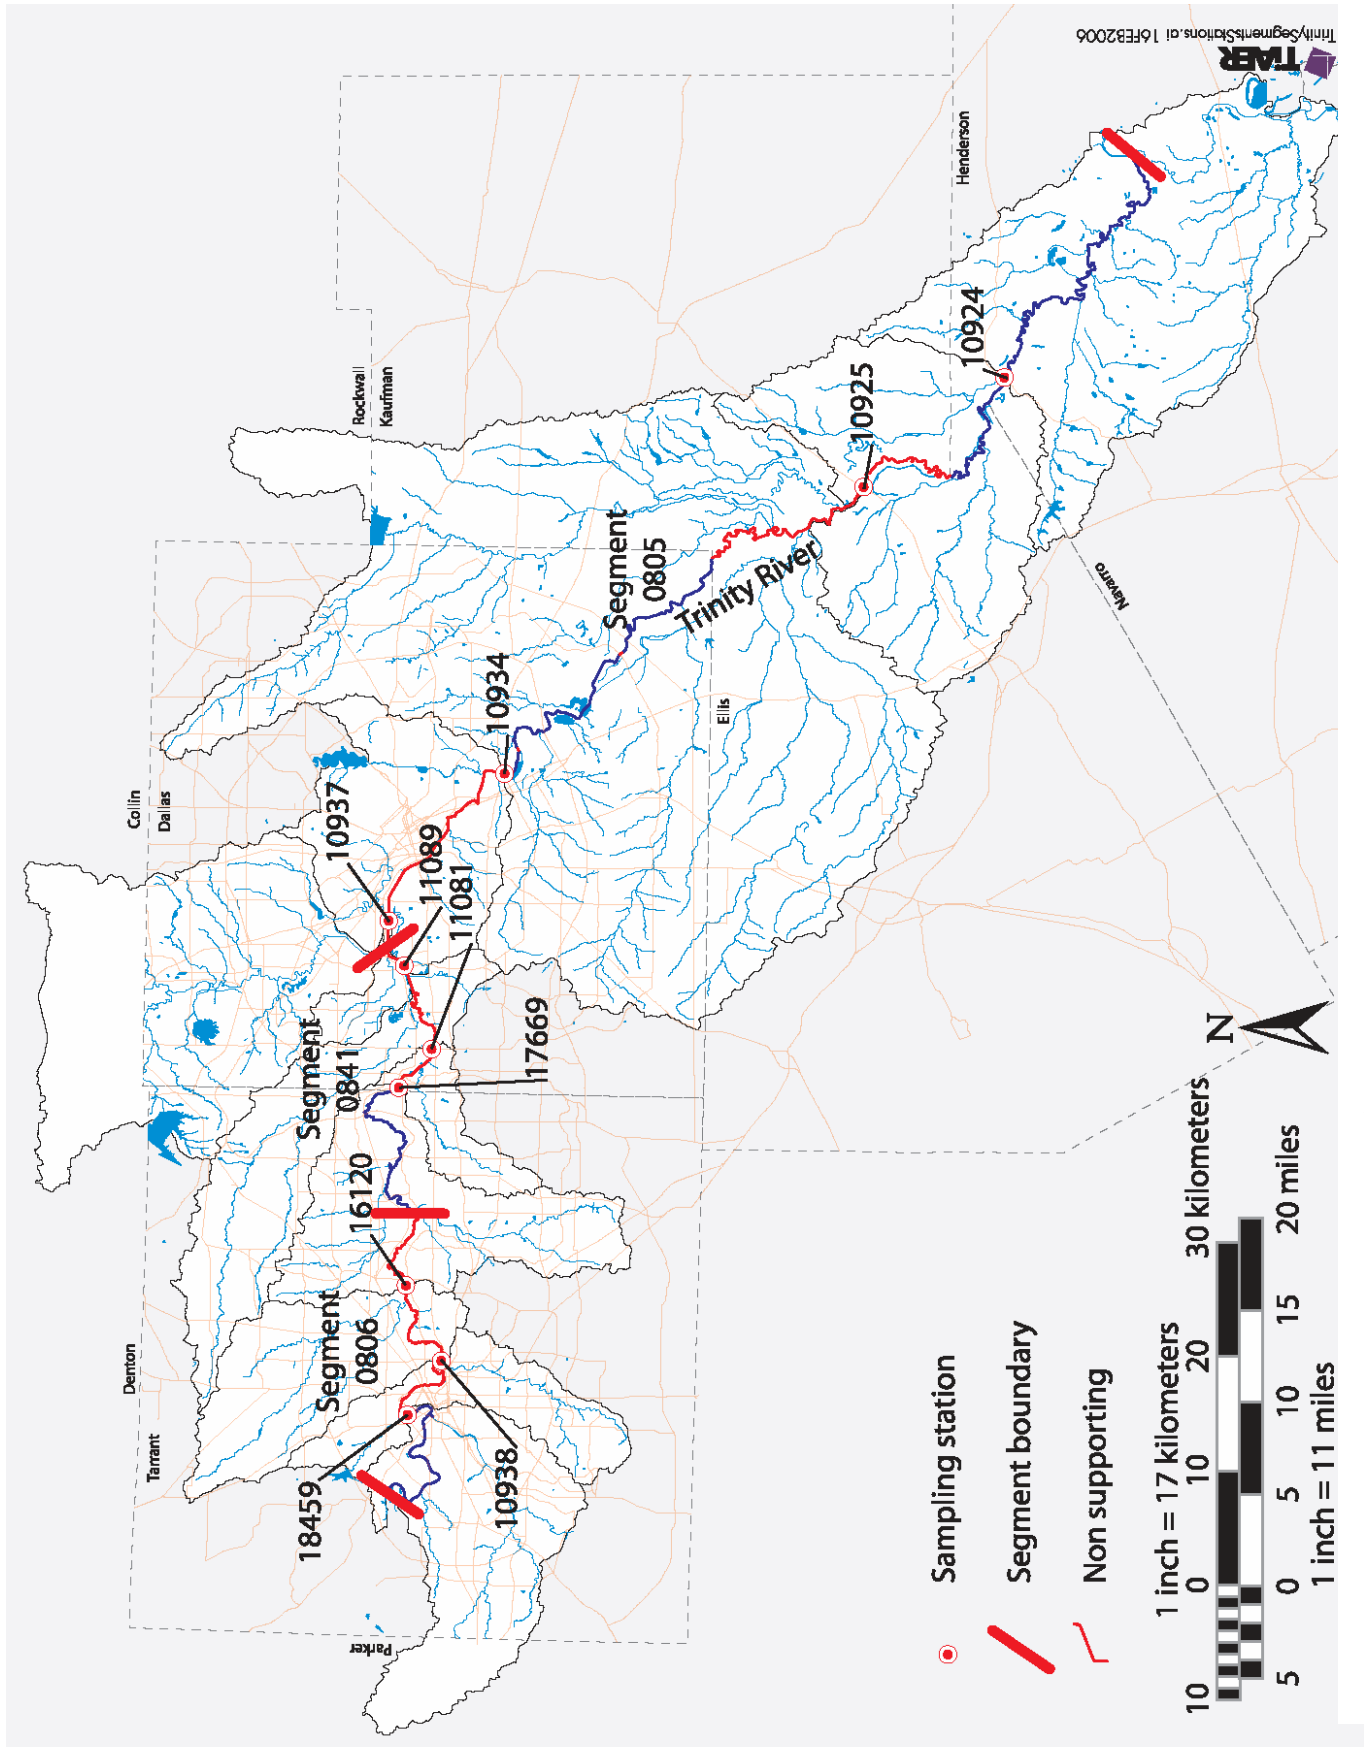 TrinitySegmentsStations.ai 16FEB2006
TIAER
Henderson
Rockwall
Kaufman
10924
10925
Segment
0805
Trinity River
Navarro
10934
Ellis
Collin
Dallas
10937
11089
11081
17669
Segment
0841
16120
Segment
0806
Denton
Tarrant
18459
10938
Parker
N
Sampling station
Segment boundary
Non supporting
1 inch = 17 kilometers
10 0 10 20 30 kilometers
5 0 5 10 15 20 miles
1 inch = 11 miles